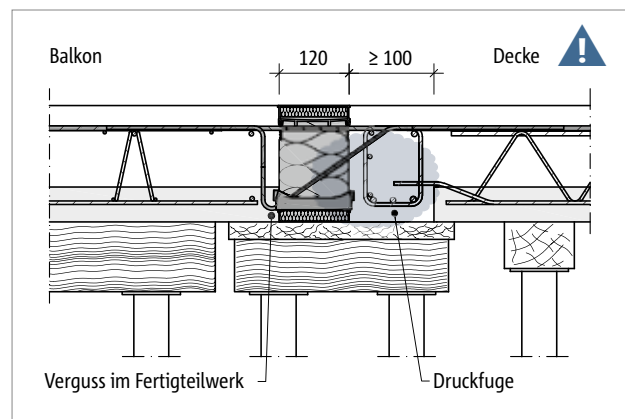 Balkon
120
≥ 100
Decke
!
Verguss im Fertigteilwerk
Druckfuge